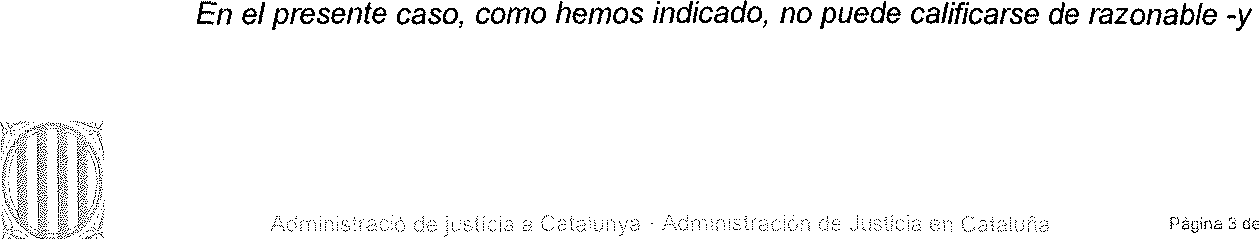 En el presente caso, como hemos indicado, no puede calificarse de razonable -y
Administració de justícia a Catalunya · Administración de Justicia en Cataluña
Página 3 de